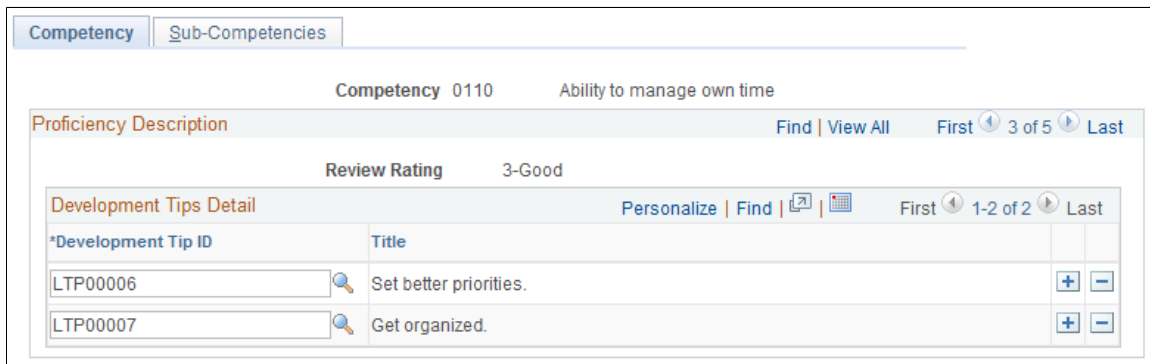 Competency Sub-Competencies
Competency 0110 Ability to manage own time
Proficiency Description Find | View All First 3 of 5 Last
Review Rating 3-Good
Development Tips Detail Personalize | Find | | First 1-2 of 2 Last
*Development Tip ID Title
LTP00006 Set better priorities. + −
LTP00007 Get organized. + −